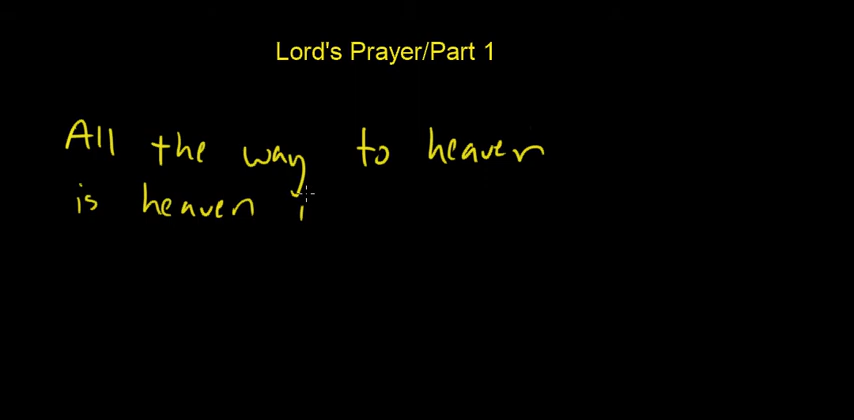 Lord's Prayer/Part 1
All the way to heaven
is heaven i